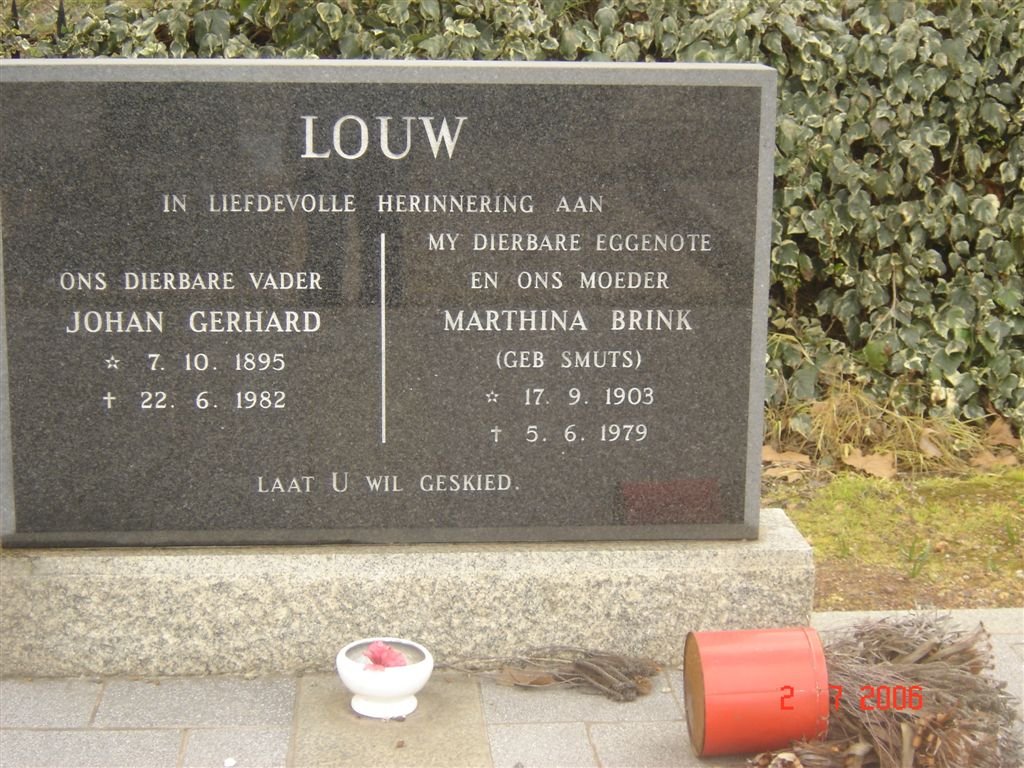 LOUW
IN LIEFDEVOLLE HERINNERING AAN
ONS DIERBARE VADER
JOHAN GERHARD
☆ 7. 10. 1895
† 22. 6. 1982
MY DIERBARE EGGENOTE
EN ONS MOEDER
MARTHINA BRINK
(GEB SMUTS)
☆ 17. 9. 1903
† 5. 6. 1979
LAAT U WIL GESKIED.
2 7 2006